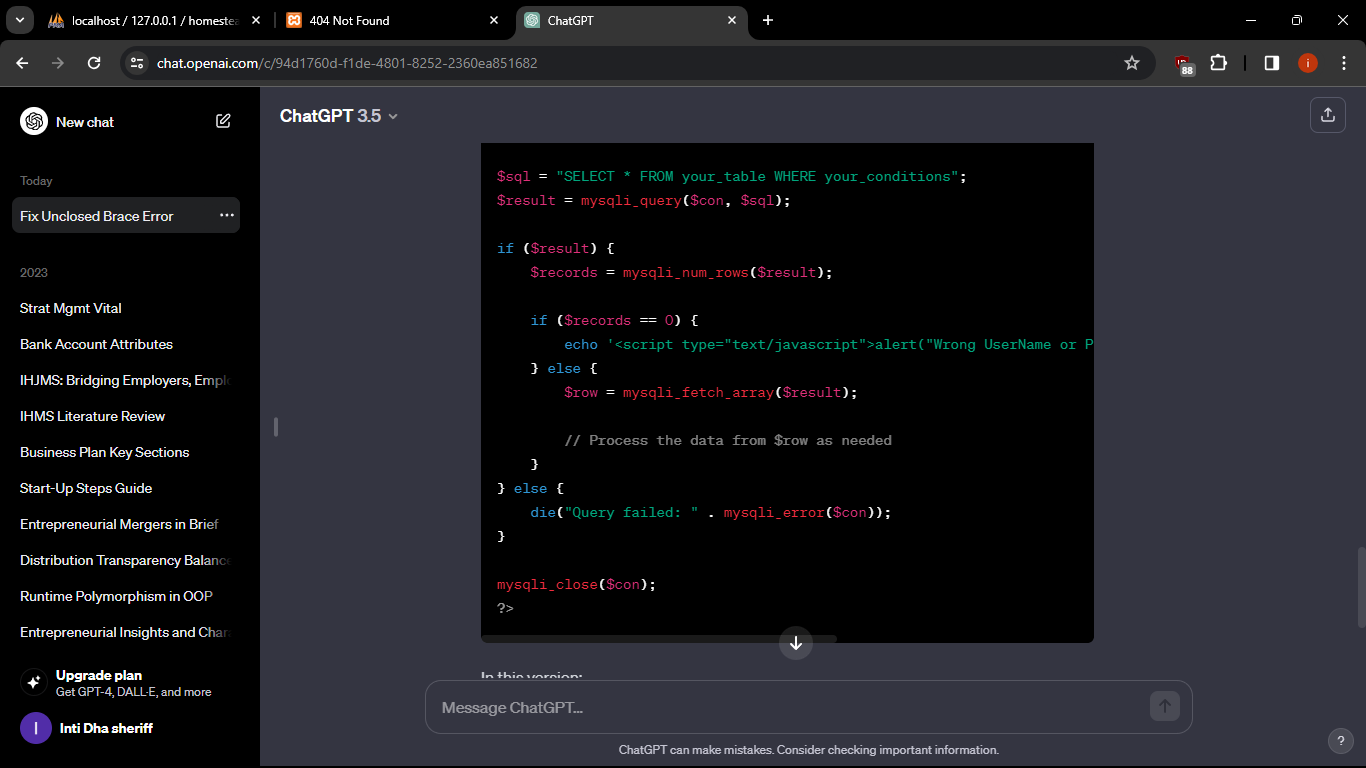 localhost / 127.0.0.1 / homestea
404 Not Found
ChatGPT
chat.openai.com/c/94d1760d-f1de-4801-8252-2360ea851682
88
i
New chat
Today
Fix Unclosed Brace Error
2023
Strat Mgmt Vital
Bank Account Attributes
IHJMS: Bridging Employers, Emplo
IHMS Literature Review
Business Plan Key Sections
Start-Up Steps Guide
Entrepreneurial Mergers in Brief
Distribution Transparency Balance
Runtime Polymorphism in OOP
Entrepreneurial Insights and Chara
Upgrade plan
Get GPT-4, DALL·E, and more
I
Inti Dha sheriff
ChatGPT 3.5
$sql = "SELECT * FROM your_table WHERE your_conditions";
$result = mysqli_query($con, $sql);
if ($result) {
$records = mysqli_num_rows($result);
if ($records == 0) {
echo '<script type="text/javascript">alert("Wrong UserName or P
} else {
$row = mysqli_fetch_array($result);
// Process the data from $row as needed
}
} else {
die("Query failed: " . mysqli_error($con));
}
mysqli_close($con);
?>
In this version:
Message ChatGPT...
ChatGPT can make mistakes. Consider checking important information.
?